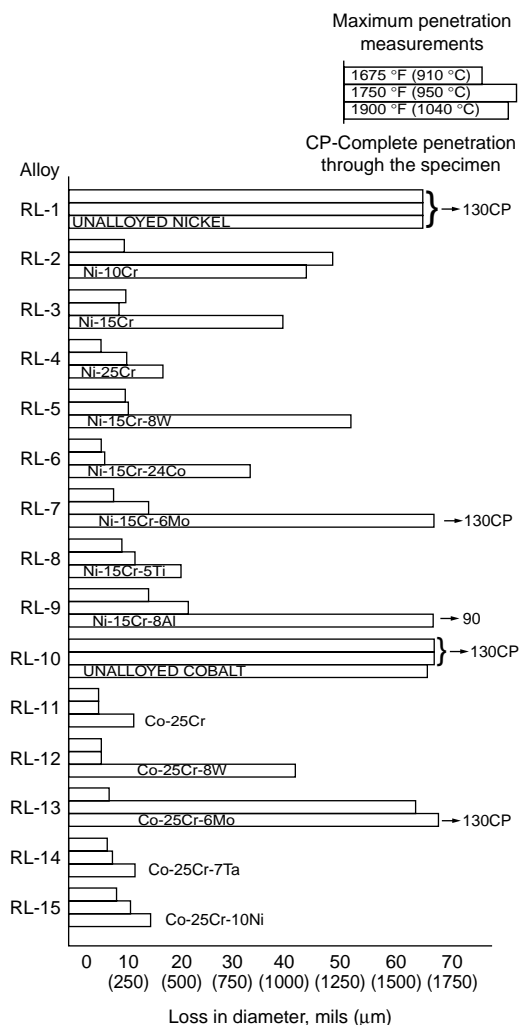 Maximum penetration
measurements
1675 °F (910 °C)
1750 °F (950 °C)
1900 °F (1040 °C)
CP-Complete penetration
through the specimen
Alloy
RL-1
UNALLOYED NICKEL
130CP
RL-2
Ni-10Cr
RL-3
Ni-15Cr
RL-4
Ni-25Cr
RL-5
Ni-15Cr-8W
RL-6
Ni-15Cr-24Co
RL-7
Ni-15Cr-6Mo
130CP
RL-8
Ni-15Cr-5Ti
RL-9
Ni-15Cr-8Al
90
RL-10
130CP
UNALLOYED COBALT
RL-11
Co-25Cr
RL-12
Co-25Cr-8W
RL-13
Co-25Cr-6Mo
130CP
RL-14
Co-25Cr-7Ta
RL-15
Co-25Cr-10Ni
0 10 20 30 40 50 60 70
(250) (500) (750) (1000) (1250) (1500) (1750)
Loss in diameter, mils (μm)